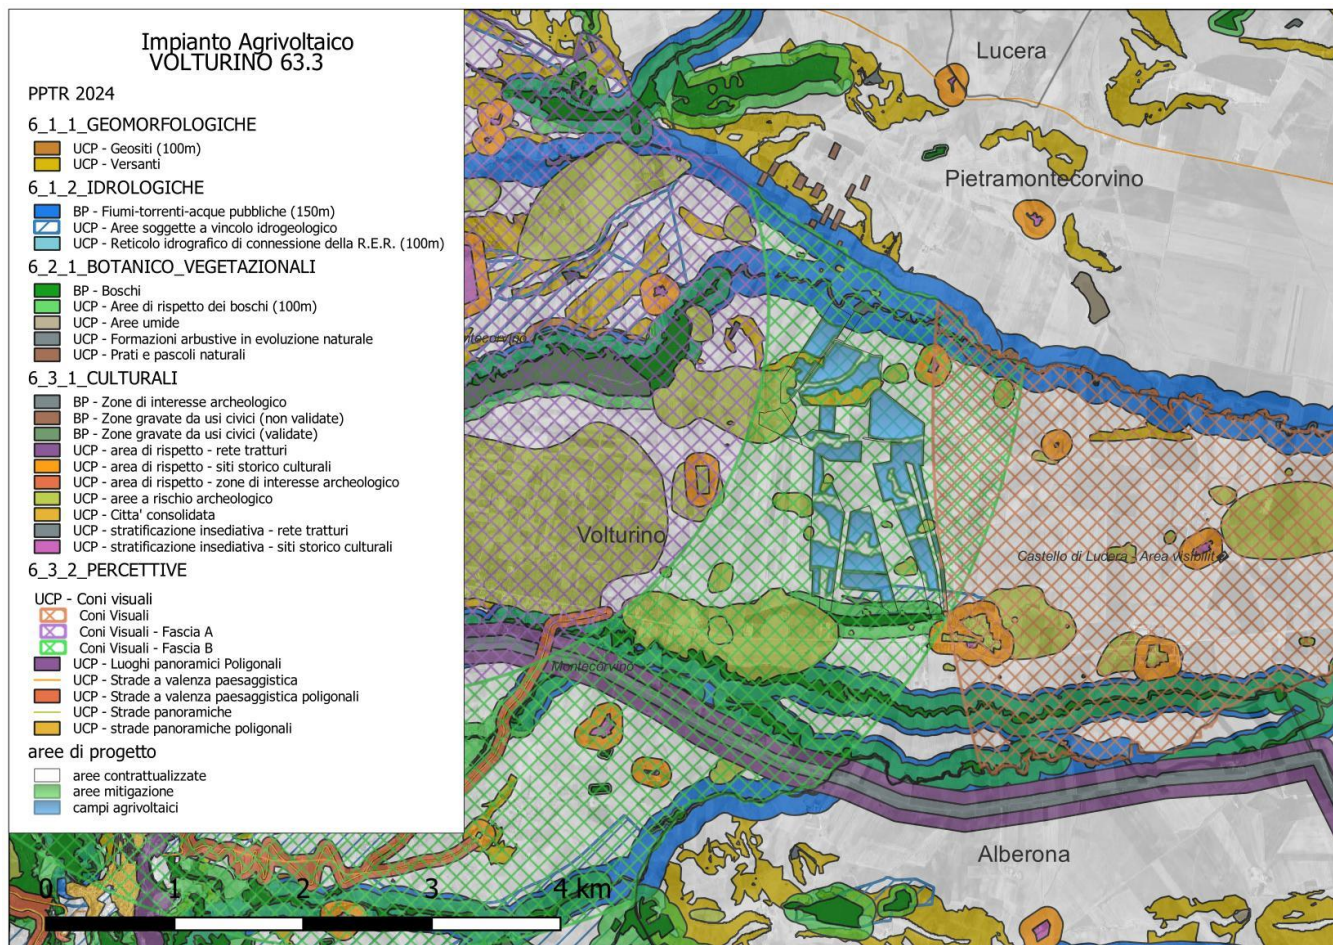 Impianto Agrivoltaico
VOLTURINO 63.3
PPTR 2024
6_1_1_GEOMORFOLOGICHE
UCP - Geositi (100m)
UCP - Versanti
6_1_2_IDROLOGICHE
BP - Fiumi-torrenti-acque pubbliche (150m)
UCP - Aree soggette a vincolo idrogeologico
UCP - Reticolo idrografico di connessione della R.E.R. (100m)
6_2_1_BOTANICO_VEGETAZIONALI
BP - Boschi
UCP - Aree di rispetto dei boschi (100m)
UCP - Aree umide
UCP - Formazioni arbustive in evoluzione naturale
UCP - Prati e pascoli naturali
6_3_1_CULTURALI
BP - Zone di interesse archeologico
BP - Zone gravate da usi civici (non validate)
BP - Zone gravate da usi civici (validate)
UCP - area di rispetto - rete tratturi
UCP - area di rispetto - siti storico culturali
UCP - area di rispetto - zone di interesse archeologico
UCP - aree a rischio archeologico
UCP - Citta' consolidata
UCP - stratificazione insediativa - rete tratturi
UCP - stratificazione insediativa - siti storico culturali
6_3_2_PERCETTIVE
UCP - Coni visuali
Coni Visuali
Coni Visuali - Fascia A
Coni Visuali - Fascia B
UCP - Luoghi panoramici Poligonali
UCP - Strade a valenza paesaggistica
UCP - Strade a valenza paesaggistica poligonali
UCP - Strade panoramiche
UCP - strade panoramiche poligonali
aree di progetto
aree contrattualizzate
aree mitigazione
campi agrivoltaici
Lucera
Pietramontecorvino
Volturino
Castello di Lucera - Area visibilit
Montecorvino
Alberona
0 1 2 3 4 km